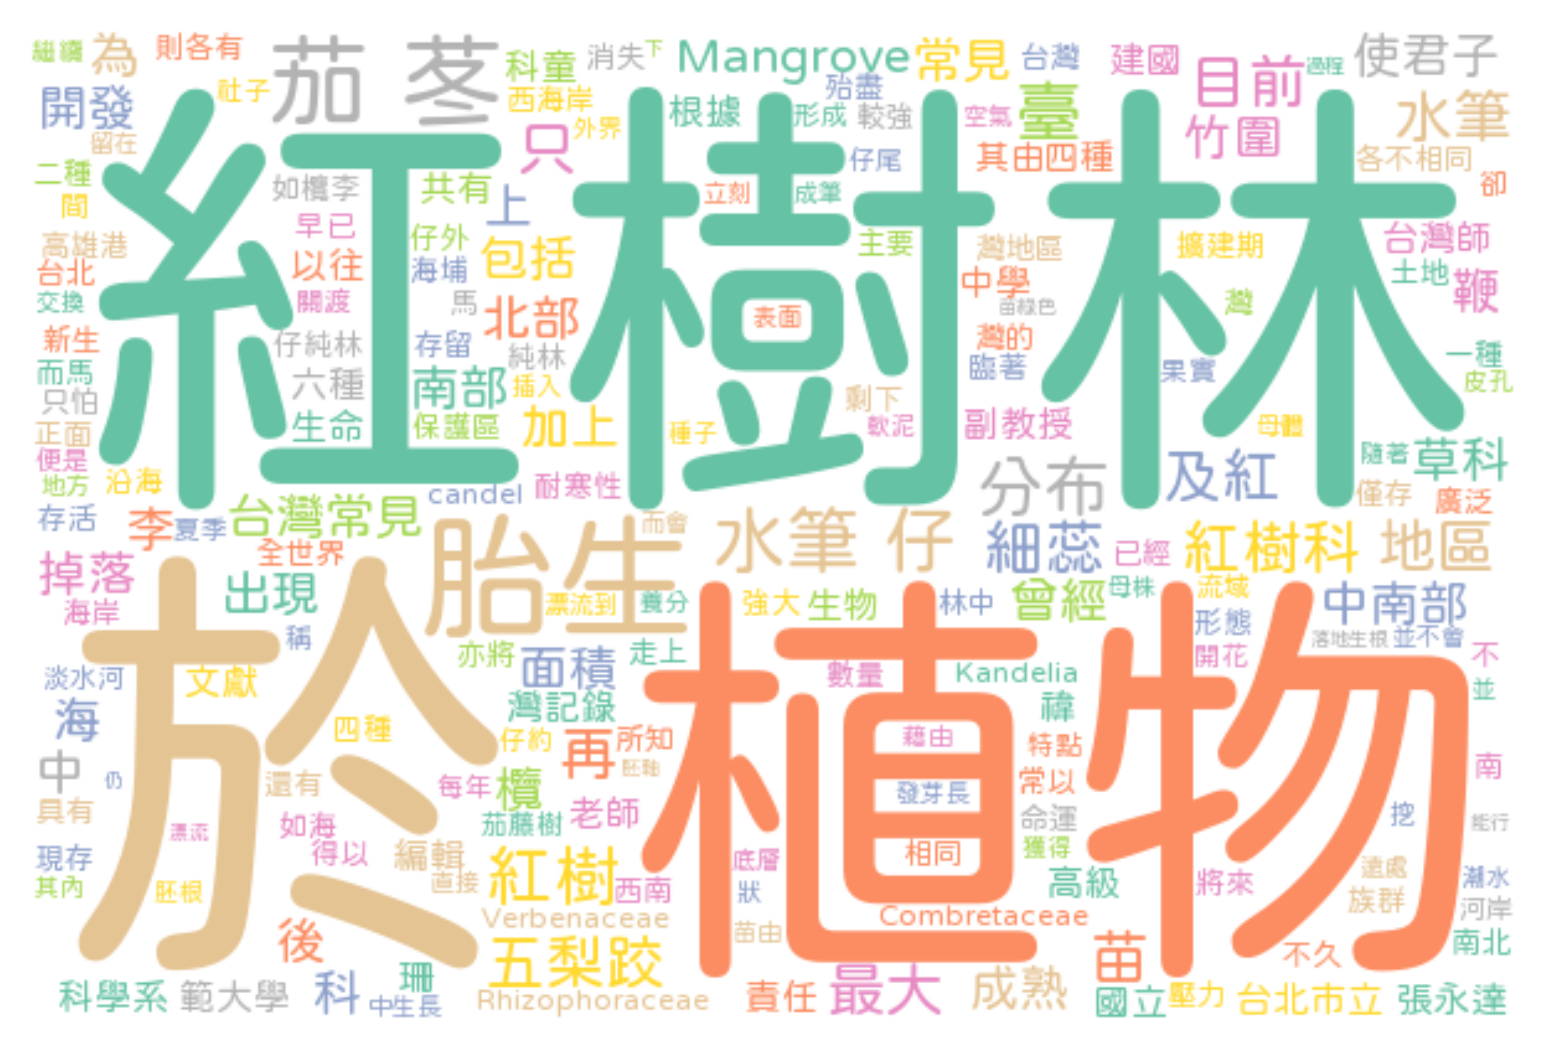 繼續 為 則各有 茄 苳 科童 消失 下 Mangrove 常見 台灣 建國 目前 過程 使君子
開發 社子 西海岸 殆盡 臺 水筆
留在 只 外界 根據 形成 較強 空氣 竹圍
二種 如欖李 共有 上 立刻 成筆 仔尾 其由四種 各不相同 卻
間 早已 仔外 包括 主要 灣地區 擴建期 台灣師
高雄港 以往 海埔 中學 土地 鞭
台北 關渡 馬 北部 表面 苗綠色 灣
交換 紅 樹 林
新生 仔純林 存留 純林 灣的 一種
而馬 六種 南部 插入 剩下 臨著 果實 皮孔
只怕 生命 保護區 加上 種子 軟泥 副教授 母體
正面
便是 分布 及紅 隨著 草科
地方 沿海 candel 耐寒性 僅存 廣泛
存活 李 夏季 台灣常見 胎生 而會 水筆 仔 細蕊 已經 紅樹科 地區
掉落 全世界 出現 漂流到 養分 強大 生物 林中 曾經 母株 流域 中南部
海岸 於 稱 植物 形態 落地生根 並不會
淡水河 文獻 亦將 面積 走上 數量 Kandelia 開花 不
海 四種 灣記錄 禕 並
中 仍 還有 仔約 再 所知 胚軸 藉由 特點 南
具有 每年 欖 發芽長 常以 挖
漂流 如海 茄藤樹 老師 命運 能行
現存 得以 編輯 紅樹 底層 相同 獲得 遠處
其內 胚根 直接 西南 狀 高級 將來 族群 潮水
後 Verbenaceae 苗由 Combretaceae 河岸
五梨跤 苗 不久 南北
科學系 範大學 科 珊 中生長 Rhizophoraceae 責任 最大 成熟 國立 壓力 台北市立 張永達